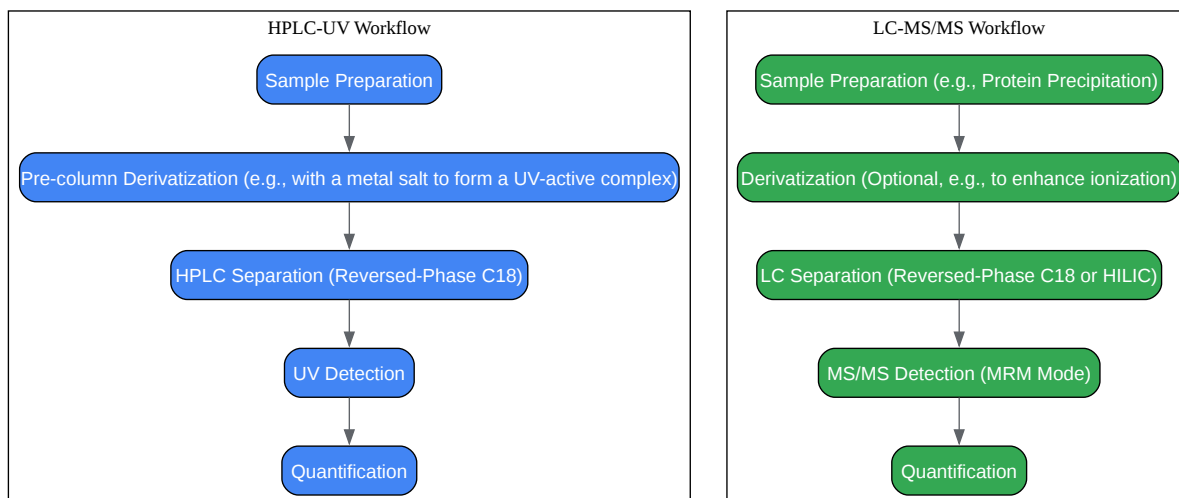 HPLC-UV Workflow
Sample Preparation
Pre-column Derivatization (e.g., with a metal salt to form a UV-active complex)
HPLC Separation (Reversed-Phase C18)
UV Detection
Quantification
LC-MS/MS Workflow
Sample Preparation (e.g., Protein Precipitation)
Derivatization (Optional, e.g., to enhance ionization)
LC Separation (Reversed-Phase C18 or HILIC)
MS/MS Detection (MRM Mode)
Quantification